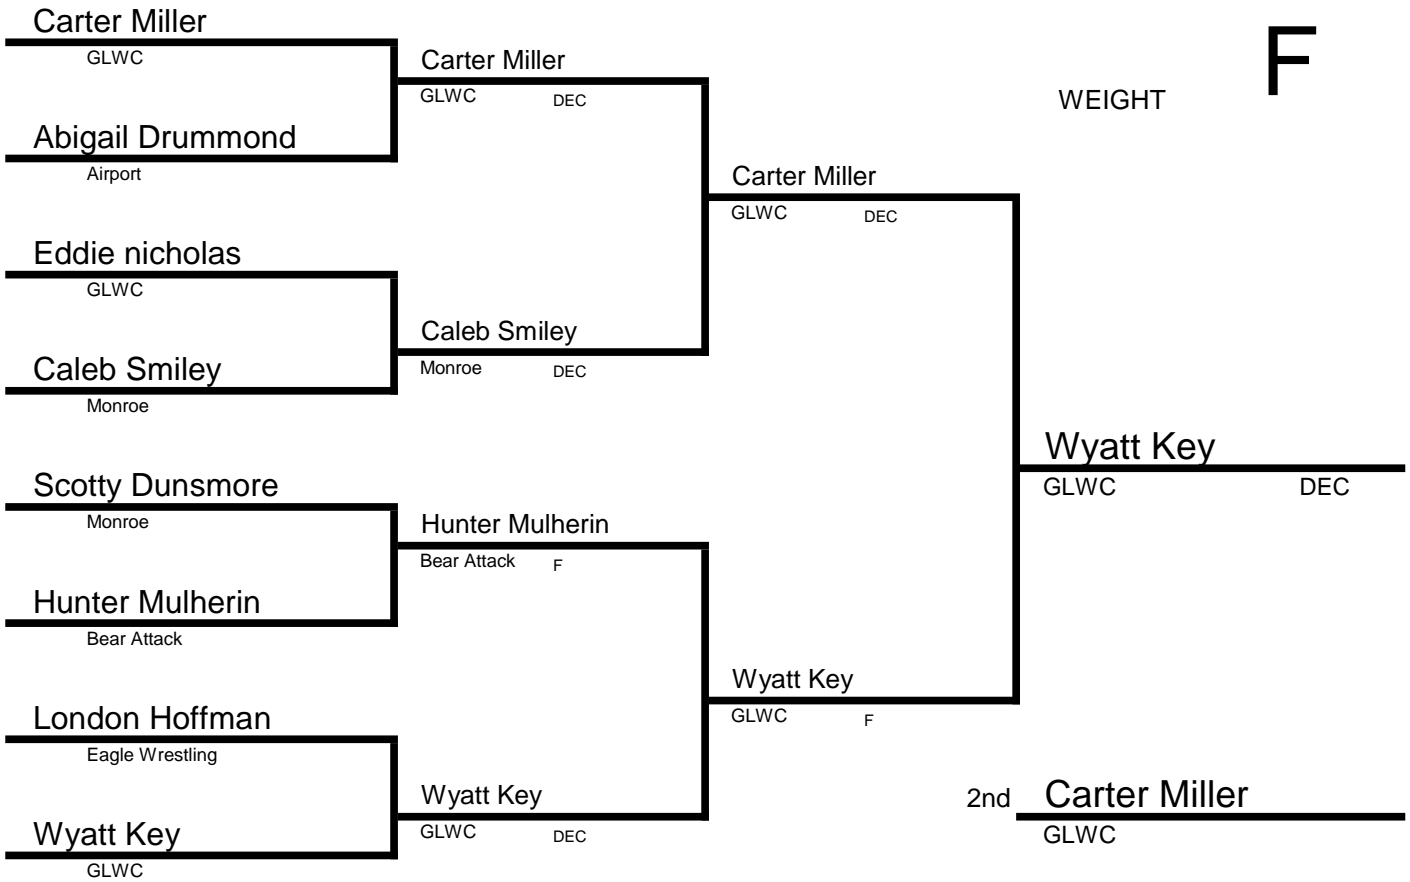 Carter Miller
GLWC
Carter Miller
GLWC DEC
Abigail Drummond
Airport
Eddie nicholas
GLWC
Caleb Smiley
Monroe DEC
Caleb Smiley
Monroe
Carter Miller
GLWC DEC
WEIGHT F
Scotty Dunsmore
Monroe
Hunter Mulherin
Bear Attack F
Hunter Mulherin
Bear Attack
London Hoffman
Eagle Wrestling
Wyatt Key
GLWC DEC
Wyatt Key
GLWC
Wyatt Key
GLWC F
Wyatt Key
GLWC DEC
2nd Carter Miller
GLWC